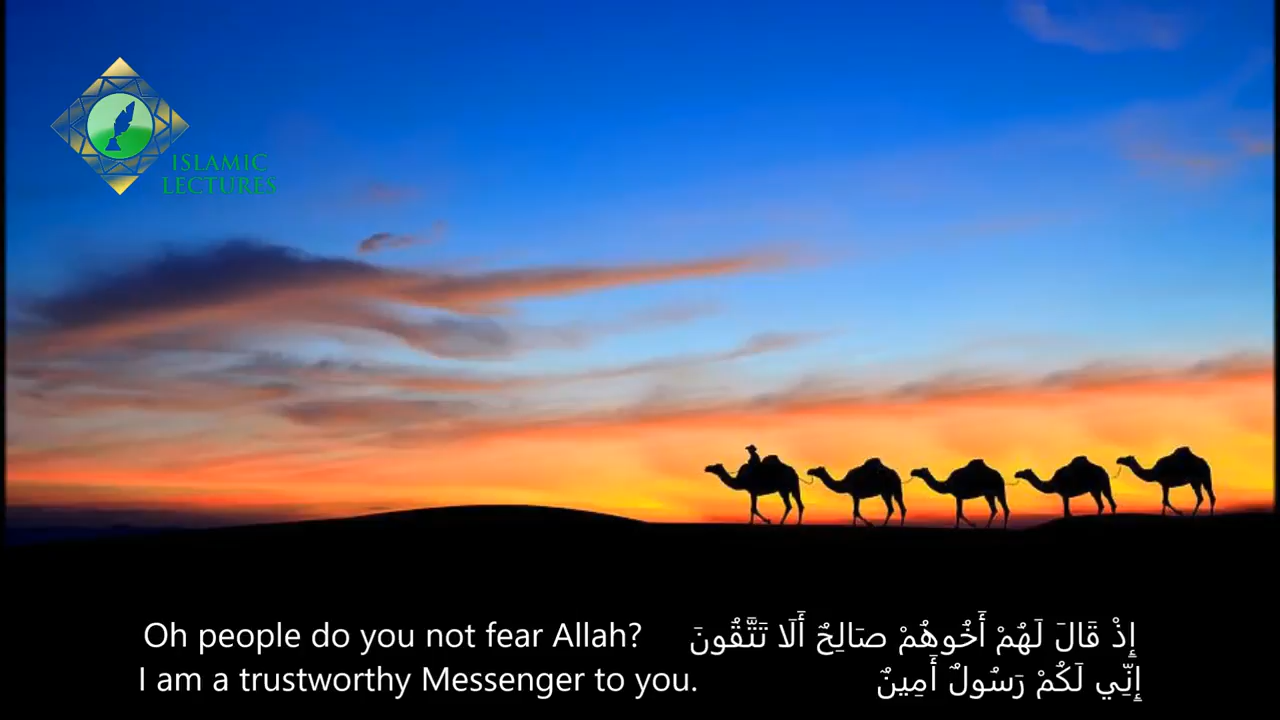 ISLAMIC
LECTURES
Oh people do you not fear Allah?
إِذْ قَالَ لَهُمْ أَخُوهُمْ صَالِحٌ أَلَا تَتَّقُونَ
I am a trustworthy Messenger to you.
إِنِّي لَكُمْ رَسُولٌ أَمِينٌ